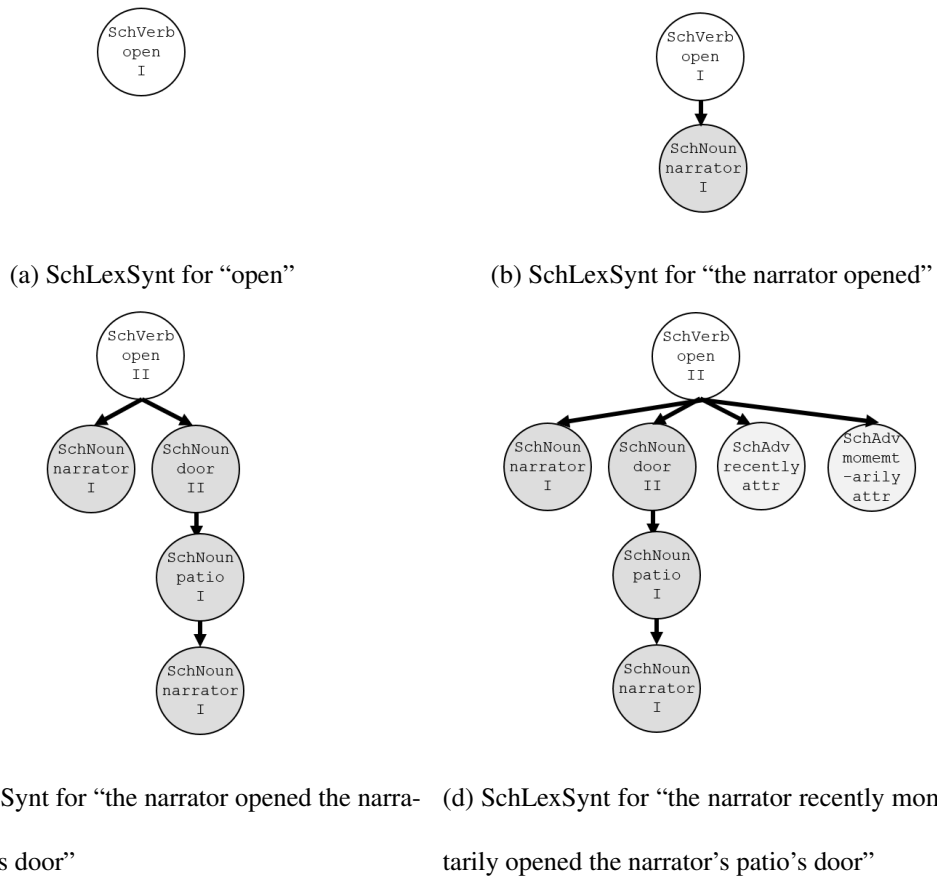 SchVerb
open
I
SchVerb
open
I
SchNoun
narrator
I
(a) SchLexSynt for “open”
(b) SchLexSynt for “the narrator opened”
SchVerb
open
II
SchNoun
narrator
I
SchNoun
door
II
SchNoun
patio
I
SchNoun
narrator
I
SchVerb
open
II
SchNoun
narrator
I
SchNoun
door
II
SchAdv
recently
attr
SchAdv
momemt
-arily
attr
SchNoun
patio
I
SchNoun
narrator
I
Synt for “the narrator opened the narra-
s door”
(d) SchLexSynt for “the narrator recently mon
tarily opened the narrator’s patio’s door”